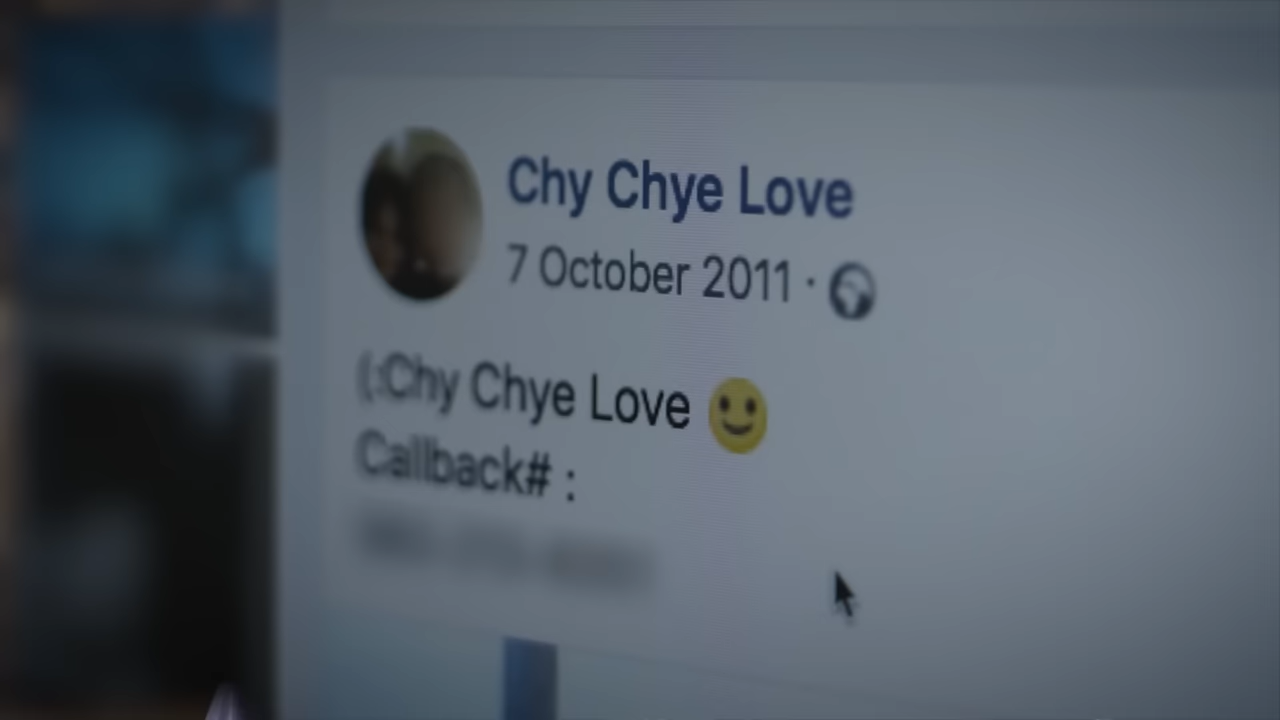 Chy Chye Love
7 October 2011 ·
(:Chy Chye Love 🙂
Callback# :